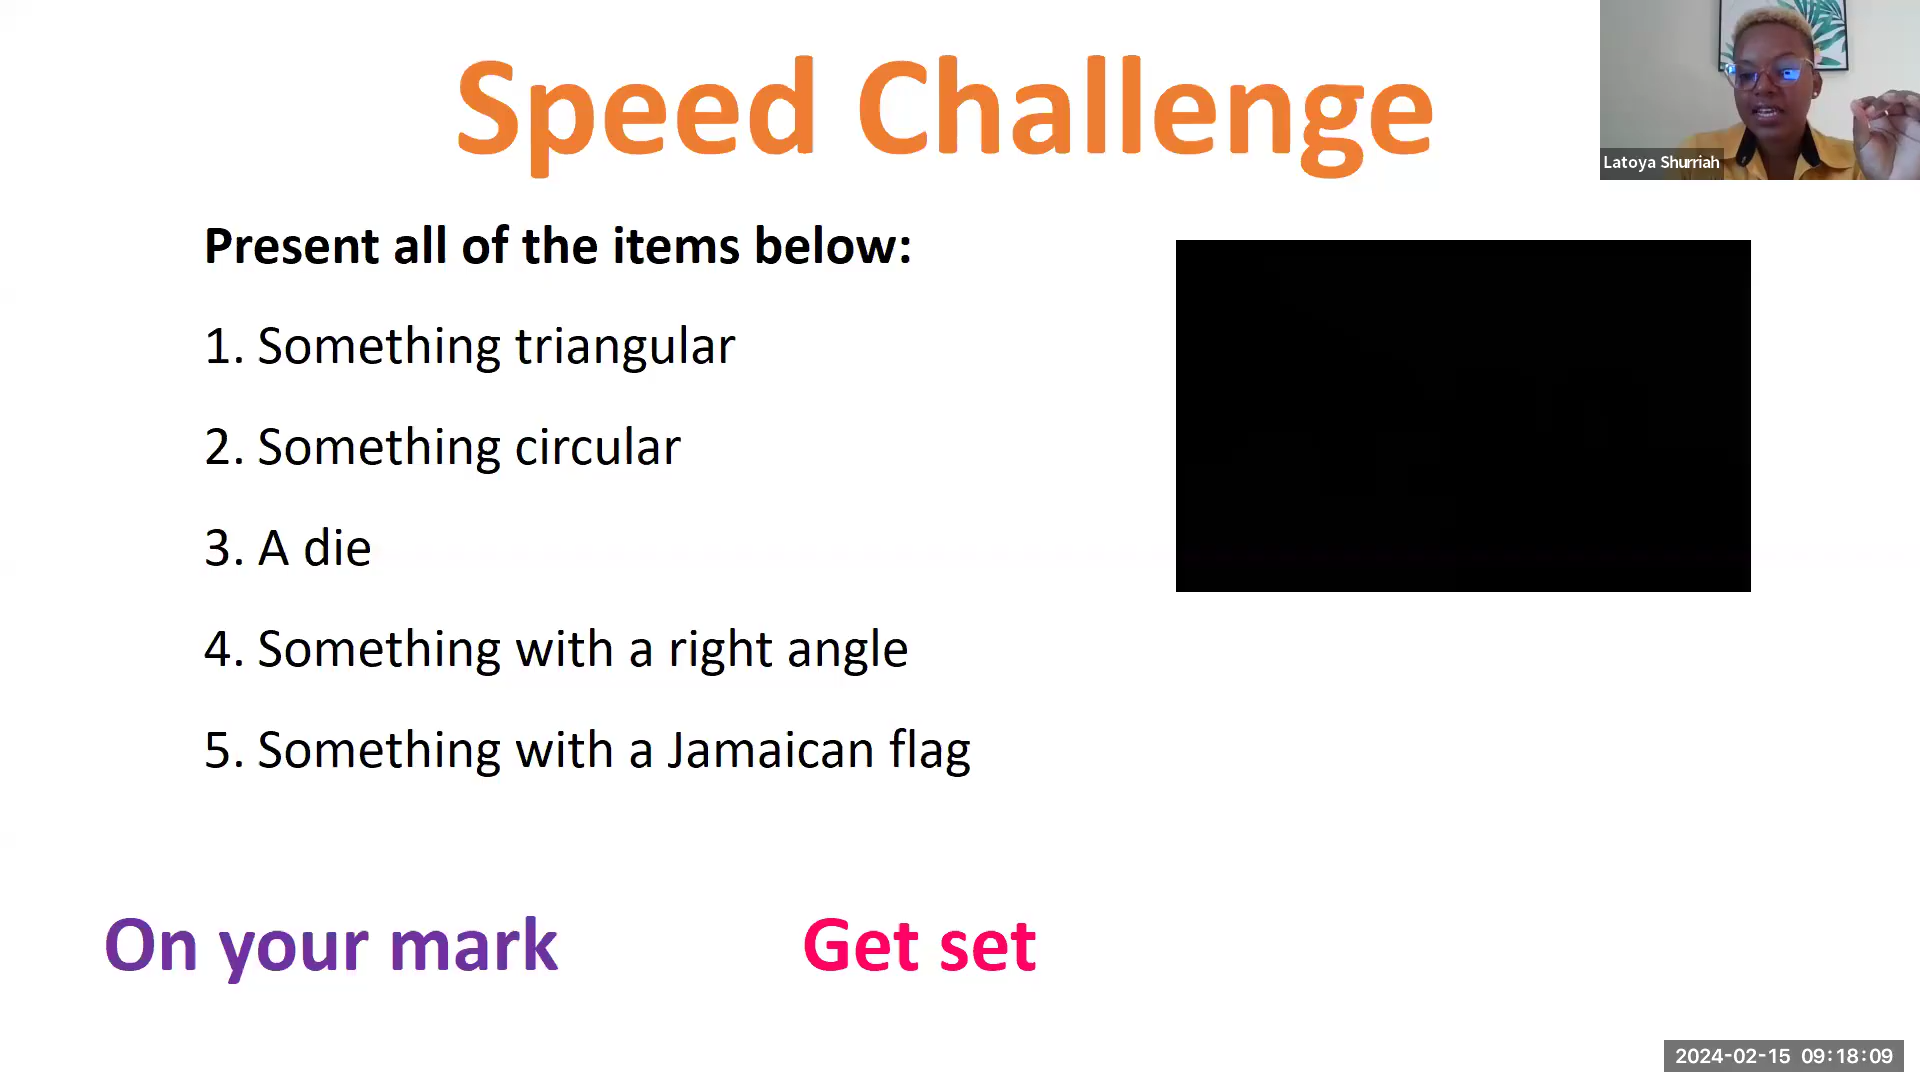 Speed Challenge
Latoya Shurriah
Present all of the items below:
1. Something triangular
2. Something circular
3. A die
4. Something with a right angle
5. Something with a Jamaican flag
On your mark
Get set
2024-02-15 09:18:09